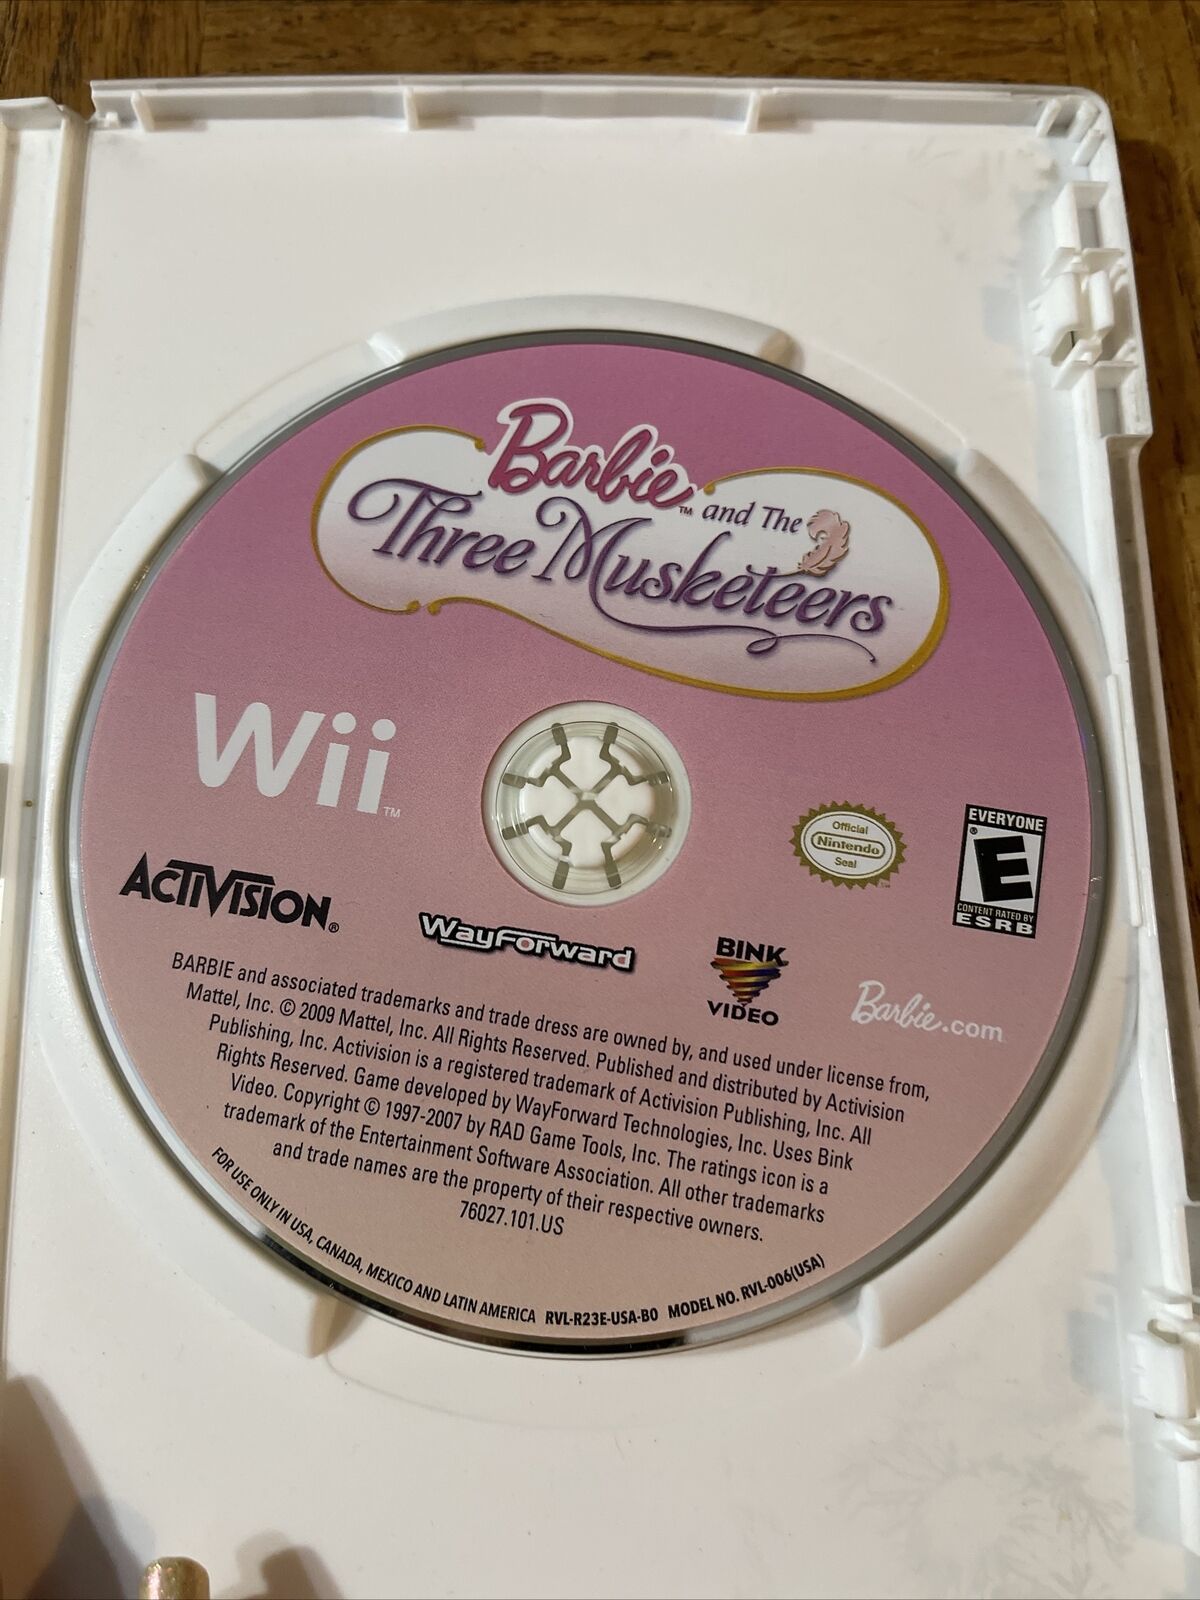 Barbie™ and The
Three Musketeers
Wii™
Official
Nintendo
Seal
EVERYONE
E
CONTENT RATED BY
ESRB
ACTIVISION®
WayForward
BINK
VIDEO
Barbie.com
BARBIE and associated trademarks and trade dress are owned by, and used under license from,
Mattel, Inc. © 2009 Mattel, Inc. All Rights Reserved. Published and distributed by Activision
Publishing, Inc. Activision is a registered trademark of Activision Publishing, Inc. All
Rights Reserved. Game developed by WayForward Technologies, Inc. Uses Bink
Video. Copyright © 1997-2007 by RAD Game Tools, Inc. The ratings icon is a
trademark of the Entertainment Software Association. All other trademarks
and trade names are the property of their respective owners.
76027.101.US
FOR USE ONLY IN USA, CANADA, MEXICO AND LATIN AMERICA RVL-R23E-USA-B0 MODEL NO. RVL-006(USA)